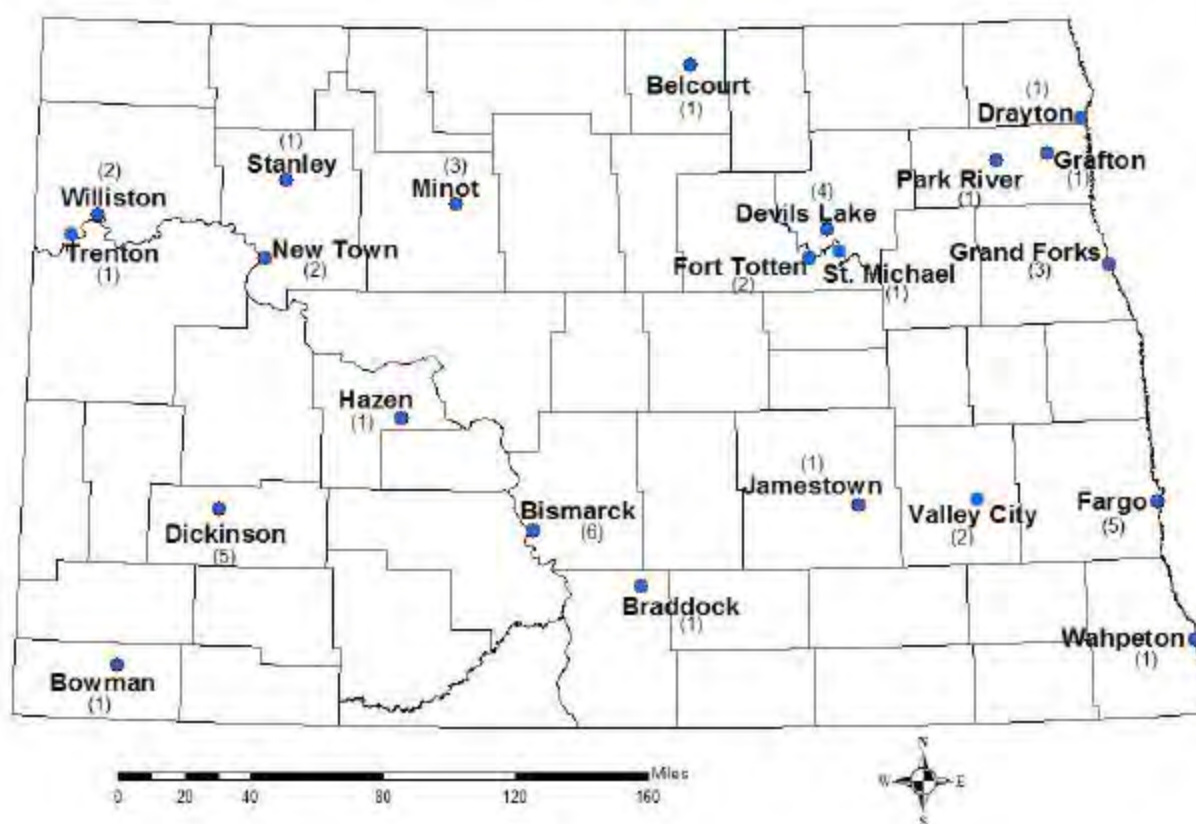 Belcourt
(1)
(1)
Drayton
(1)
Stanley
(3)
Minot
Grafton
(1)
Park River
(1)
(2)
Williston
(4)
Devils Lake
Trenton
(1)
New Town
(2)
Fort Totten
(2)
St. Michael
(1)
Grand Forks
(3)
Hazen
(1)
(1)
Jamestown
Bismarck
(6)
Valley City
(2)
Fargo
(5)
Dickinson
(5)
Braddock
(1)
Wahpeton
(1)
Bowman
(1)
Miles
0 20 40 80 120 160
N
W E
S